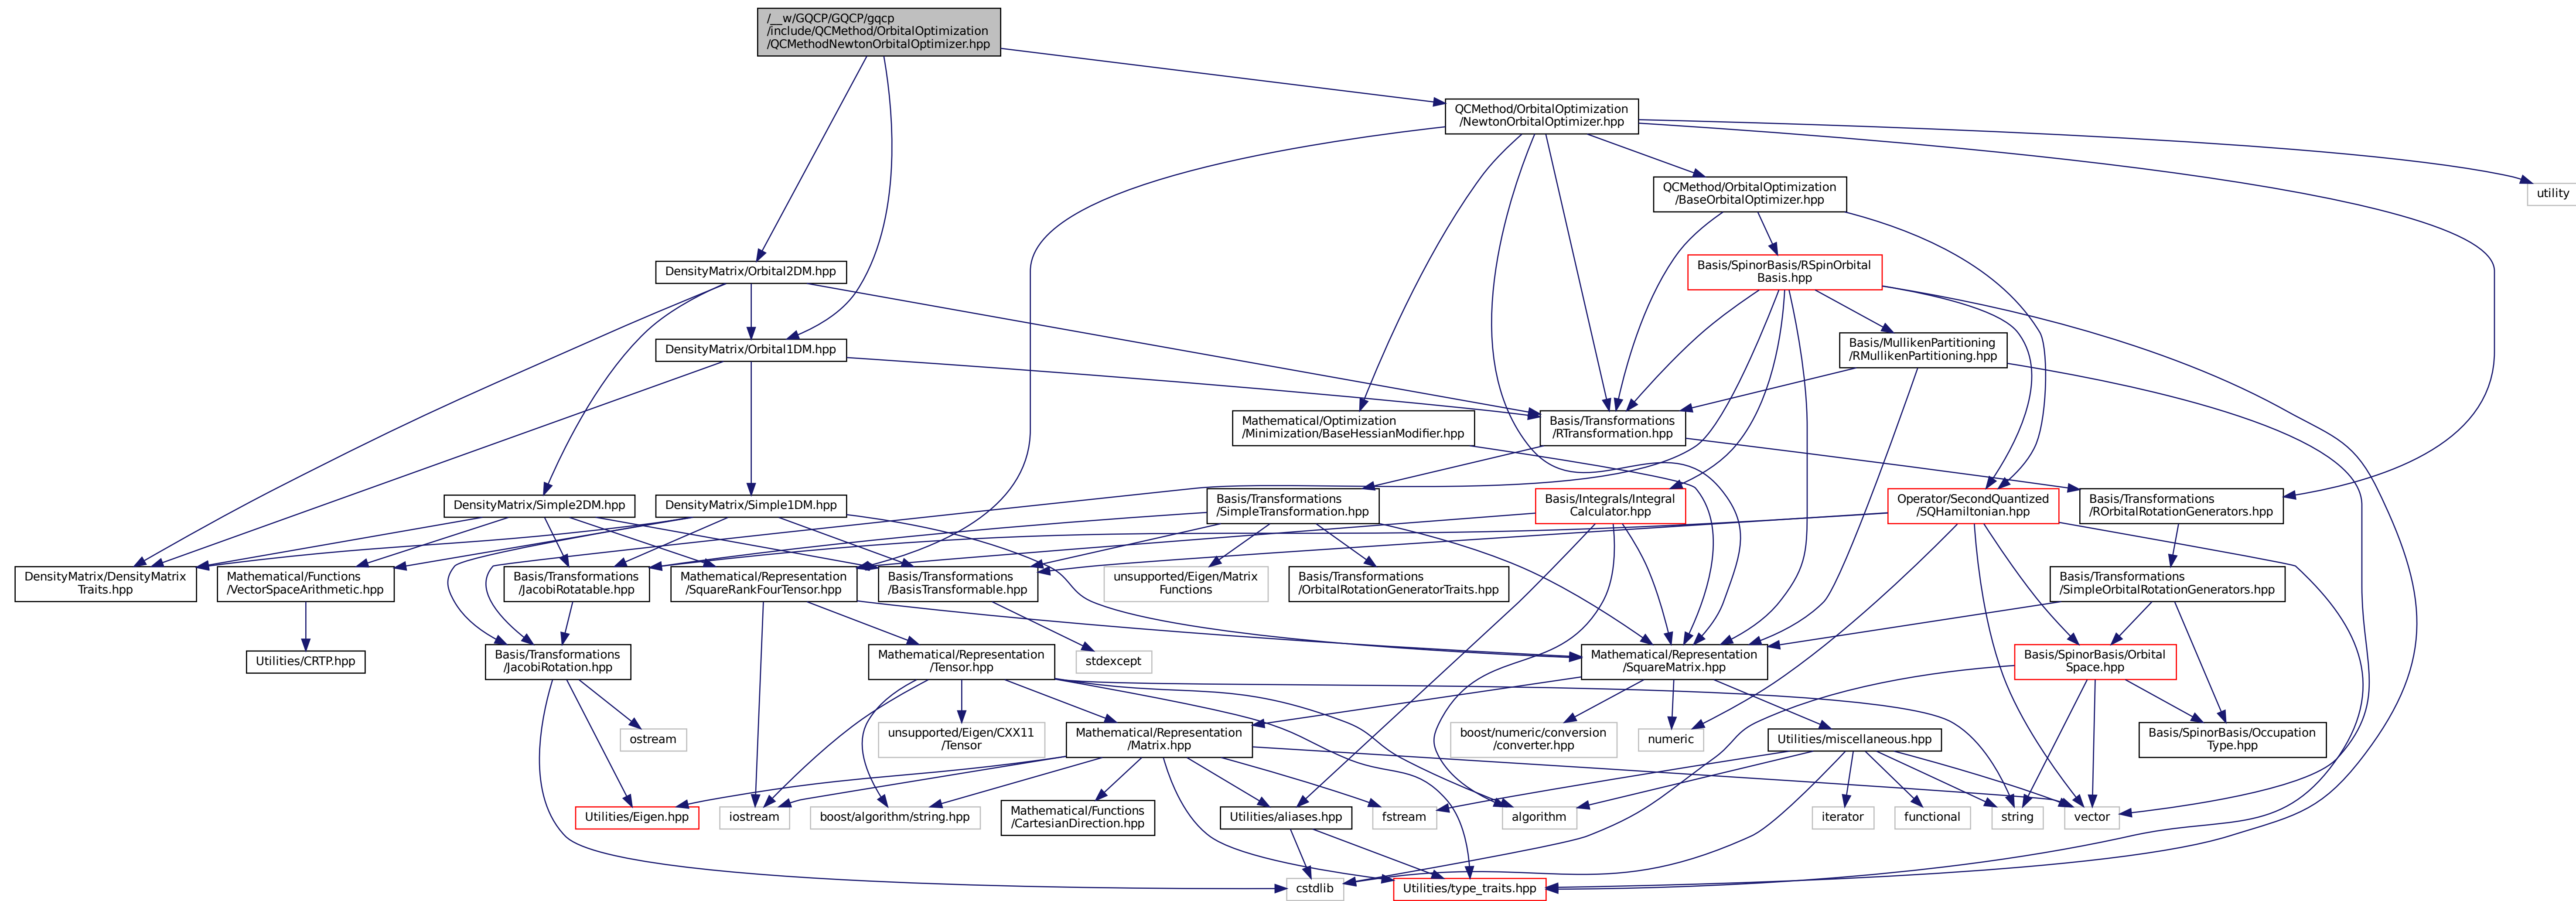 /__w/GQCP/GQCP/gqcp
/include/QCMethod/OrbitalOptimization
/QCMethodNewtonOrbitalOptimizer.hpp
QCMethod/OrbitalOptimization
/NewtonOrbitalOptimizer.hpp
QCMethod/OrbitalOptimization
/BaseOrbitalOptimizer.hpp
utility
DensityMatrix/Orbital2DM.hpp
Basis/SpinorBasis/RSpinOrbital
Basis.hpp
DensityMatrix/Orbital1DM.hpp
Basis/MullikenPartitioning
/RMullikenPartitioning.hpp
Mathematical/Optimization
/Minimization/BaseHessianModifier.hpp
Basis/Transformations
/RTransformation.hpp
DensityMatrix/Simple2DM.hpp
DensityMatrix/Simple1DM.hpp
Basis/Transformations
/SimpleTransformation.hpp
Basis/Integrals/Integral
Calculator.hpp
Operator/SecondQuantized
/SQHamiltonian.hpp
Basis/Transformations
/ROrbitalRotationGenerators.hpp
DensityMatrix/DensityMatrix
Traits.hpp
Mathematical/Functions
/VectorSpaceArithmetic.hpp
Basis/Transformations
/JacobiRotatable.hpp
Mathematical/Representation
/SquareRankFourTensor.hpp
Basis/Transformations
/BasisTransformable.hpp
unsupported/Eigen/Matrix
Functions
Basis/Transformations
/OrbitalRotationGeneratorTraits.hpp
Basis/Transformations
/SimpleOrbitalRotationGenerators.hpp
Utilities/CRTP.hpp
Basis/Transformations
/JacobiRotation.hpp
Mathematical/Representation
/Tensor.hpp
stdexcept
Mathematical/Representation
/SquareMatrix.hpp
Basis/SpinorBasis/Orbital
Space.hpp
ostream
unsupported/Eigen/CXX11
/Tensor
Mathematical/Representation
/Matrix.hpp
boost/numeric/conversion
/converter.hpp
numeric
Utilities/miscellaneous.hpp
Basis/SpinorBasis/Occupation
Type.hpp
Utilities/Eigen.hpp
iostream
boost/algorithm/string.hpp
Mathematical/Functions
/CartesianDirection.hpp
Utilities/aliases.hpp
fstream
algorithm
iterator
functional
string
vector
cstdlib
Utilities/type_traits.hpp